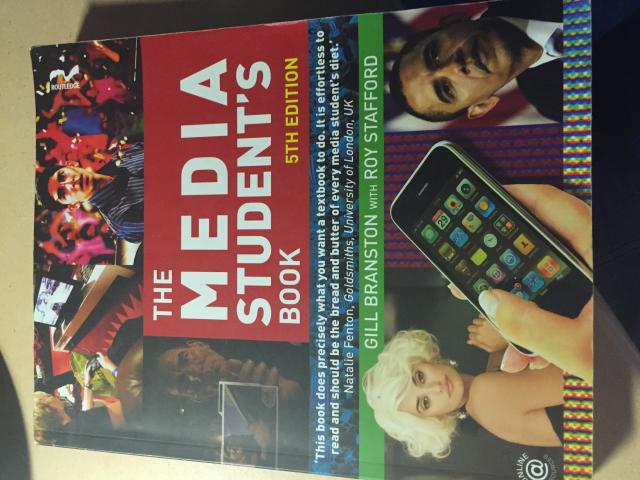 ROUTLEDGE
THE
MEDIA
STUDENT'S
BOOK
5TH EDITION
'This book does precisely what you want a textbook to do. It is effortless to
read and should be the bread and butter of every media student's diet.'
Natalie Fenton, Goldsmiths, University of London, UK
GILL BRANSTON WITH ROY STAFFORD
29
ONLINE
@